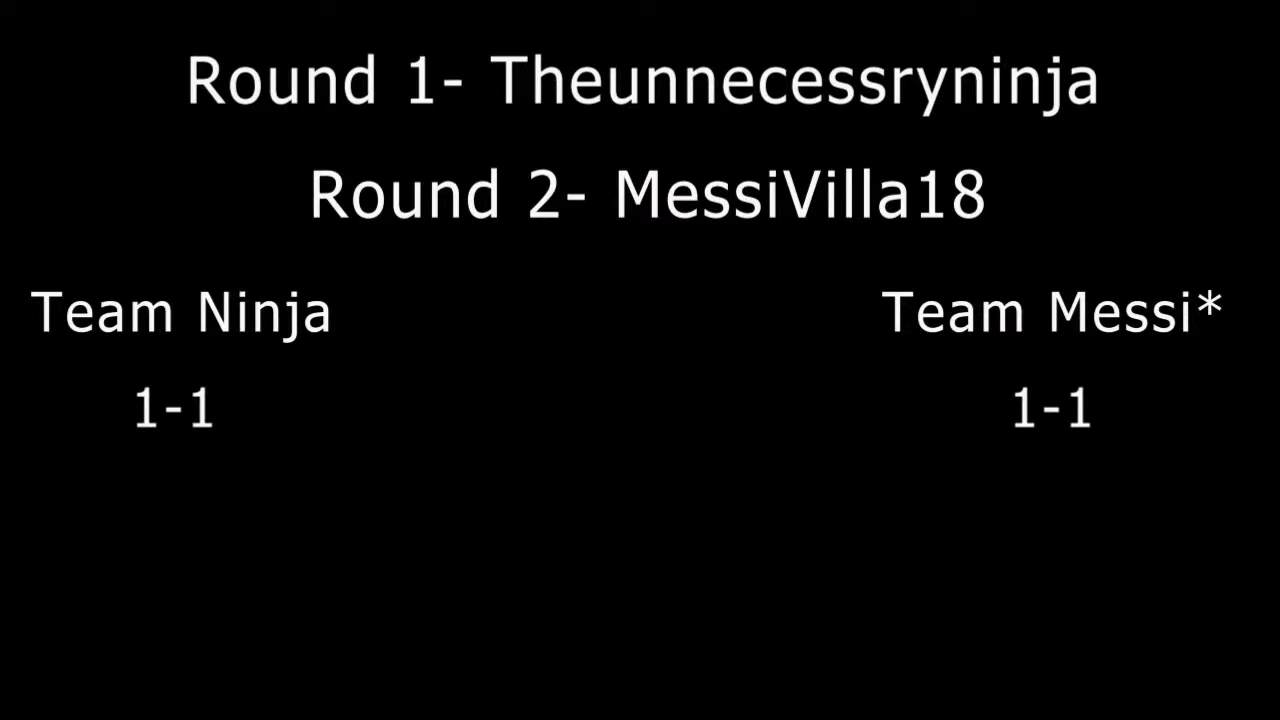 Round 1- Theunnecessryninja
Round 2- MessiVilla18
Team Ninja Team Messi*
1-1 1-1